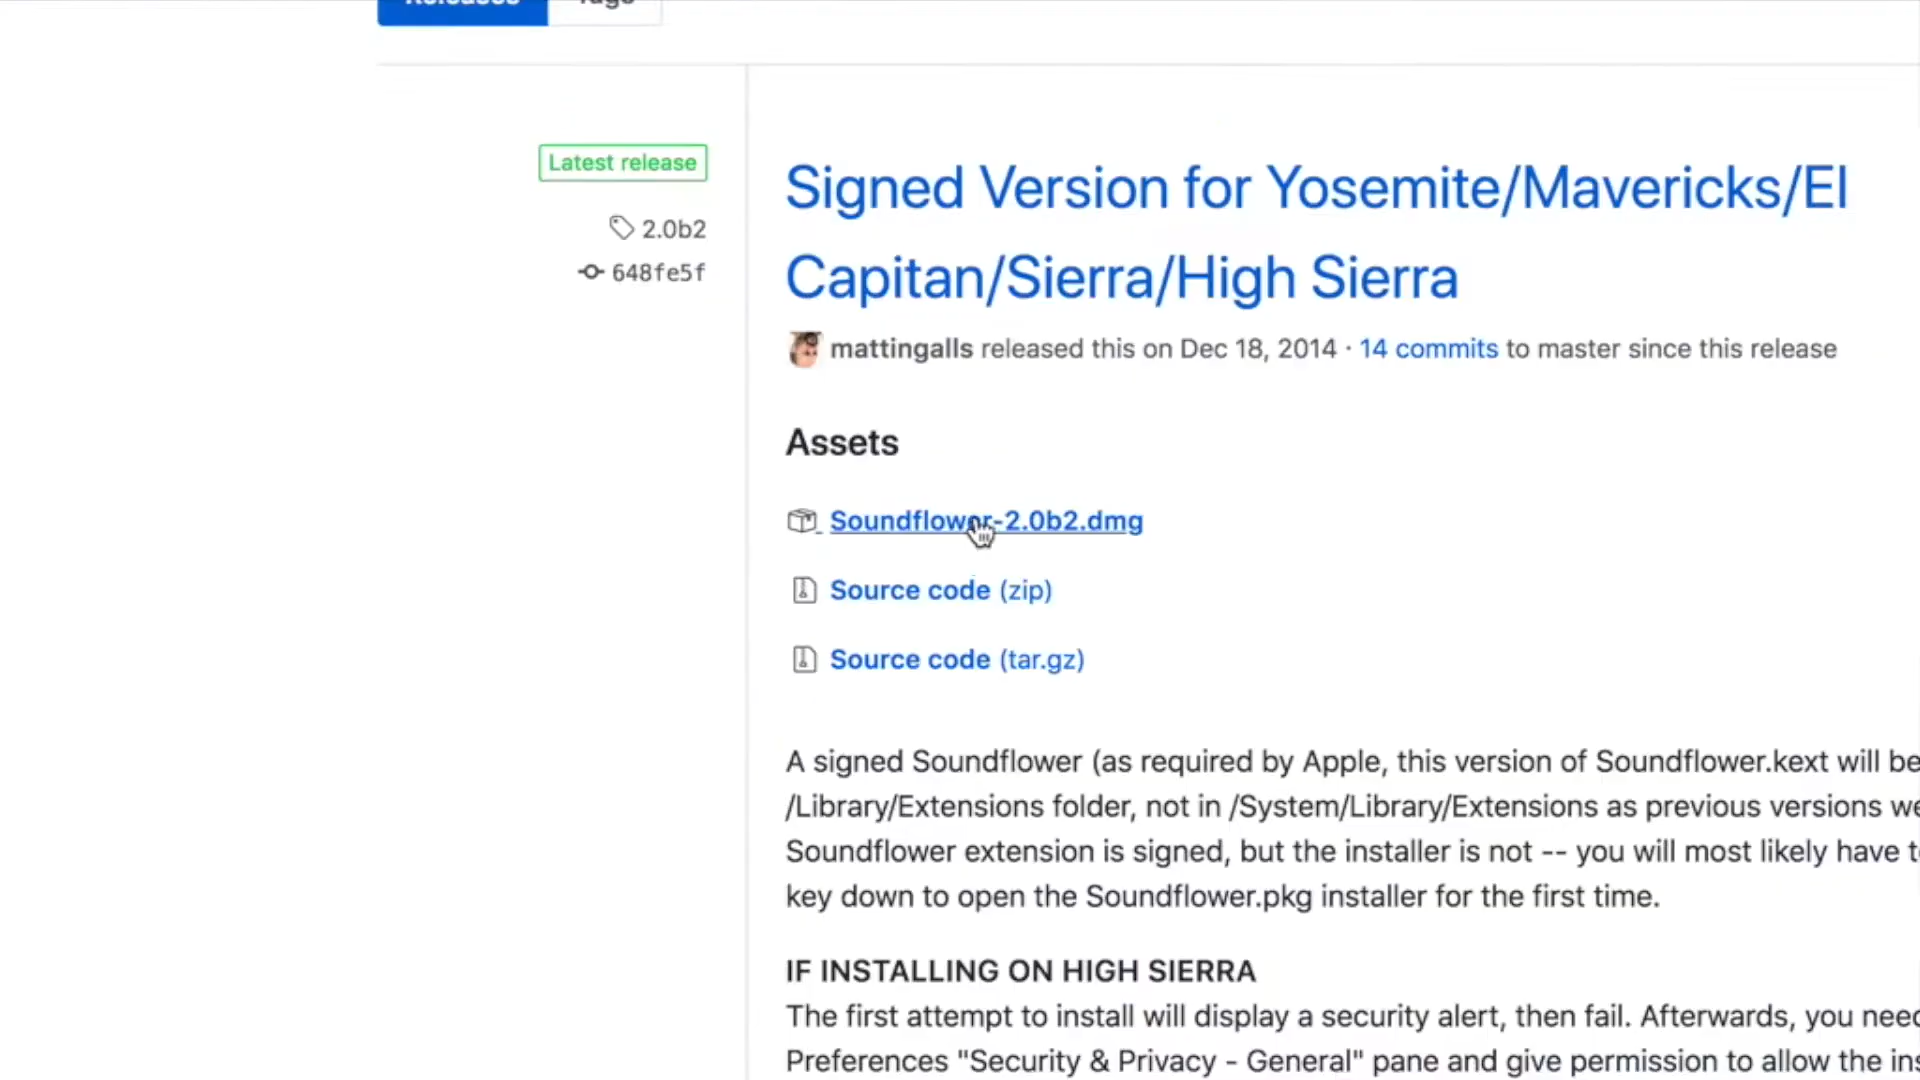 Releases Tags
Latest release
2.0b2
648fe5f
Signed Version for Yosemite/Mavericks/El
Capitan/Sierra/High Sierra
mattingalls released this on Dec 18, 2014 · 14 commits to master since this release
Assets
Soundflower-2.0b2.dmg
Source code (zip)
Source code (tar.gz)
A signed Soundflower (as required by Apple, this version of Soundflower.kext will be
/Library/Extensions folder, not in /System/Library/Extensions as previous versions we
Soundflower extension is signed, but the installer is not -- you will most likely have t
key down to open the Soundflower.pkg installer for the first time.
IF INSTALLING ON HIGH SIERRA
The first attempt to install will display a security alert, then fail. Afterwards, you need
Preferences "Security & Privacy - General" pane and give permission to allow the ins